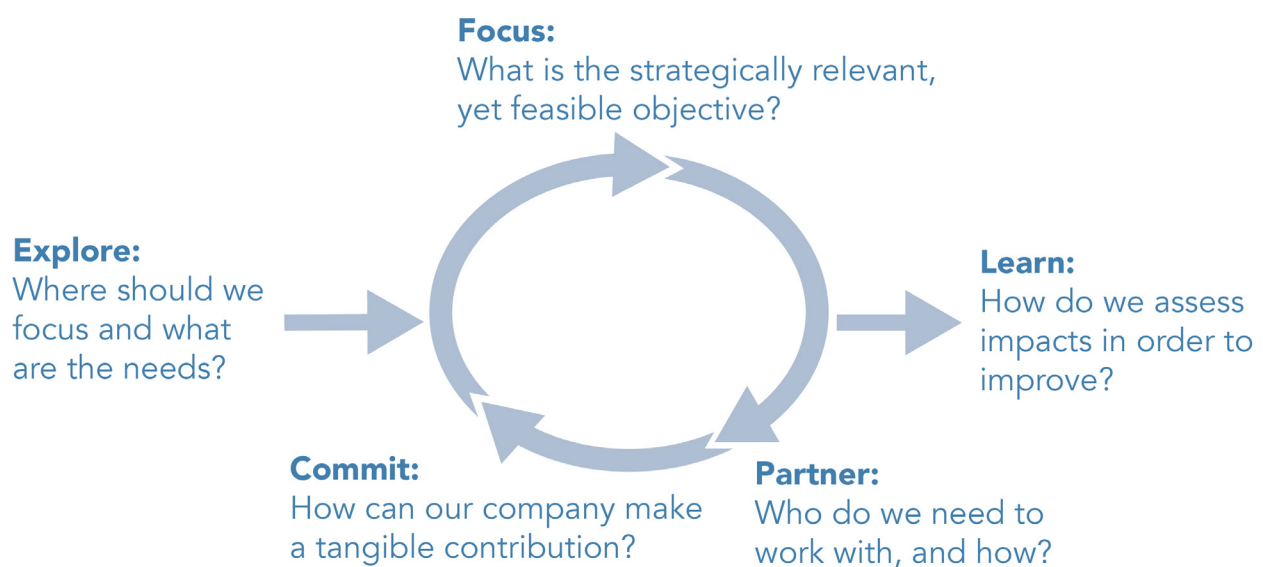 Focus:
What is the strategically relevant,
yet feasible objective?
Explore:
Where should we
focus and what
are the needs?
Learn:
How do we assess
impacts in order to
improve?
Commit:
How can our company make
a tangible contribution?
Partner:
Who do we need to
work with, and how?